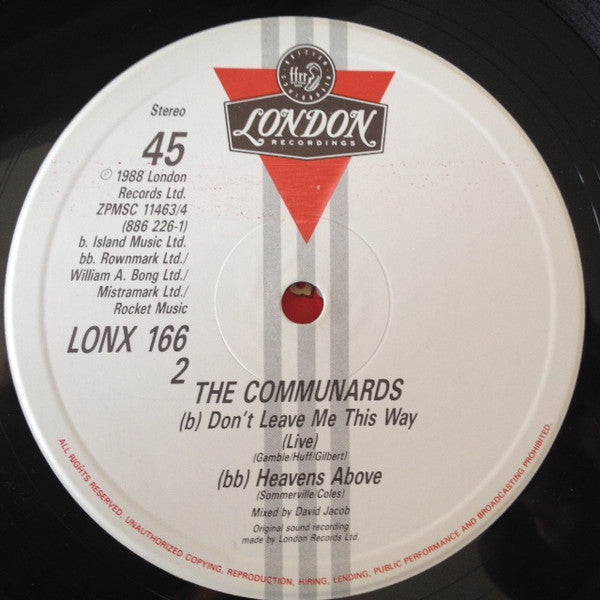 BRITISH
ffrr
RECORDINGS
LONDON
RECORDINGS
Stereo
45
℗ 1988 London
Records Ltd.
ZPMSC 11463/4
(886 226-1)
b. Island Music Ltd.
bb. Rownmark Ltd./
William A. Bong Ltd./
Mistramark Ltd./
Rocket Music
LONX 166
2
THE COMMUNARDS
(b) Don't Leave Me This Way
(Live)
(Gamble/Huff/Gilbert)
(bb) Heavens Above
(Sommerville/Coles)
Mixed by David Jacob
Original sound recording
made by London Records Ltd.
ALL RIGHTS RESERVED. UNAUTHORIZED COPYING, REPRODUCTION, HIRING, LENDING, PUBLIC PERFORMANCE AND BROADCASTING PROHIBITED.